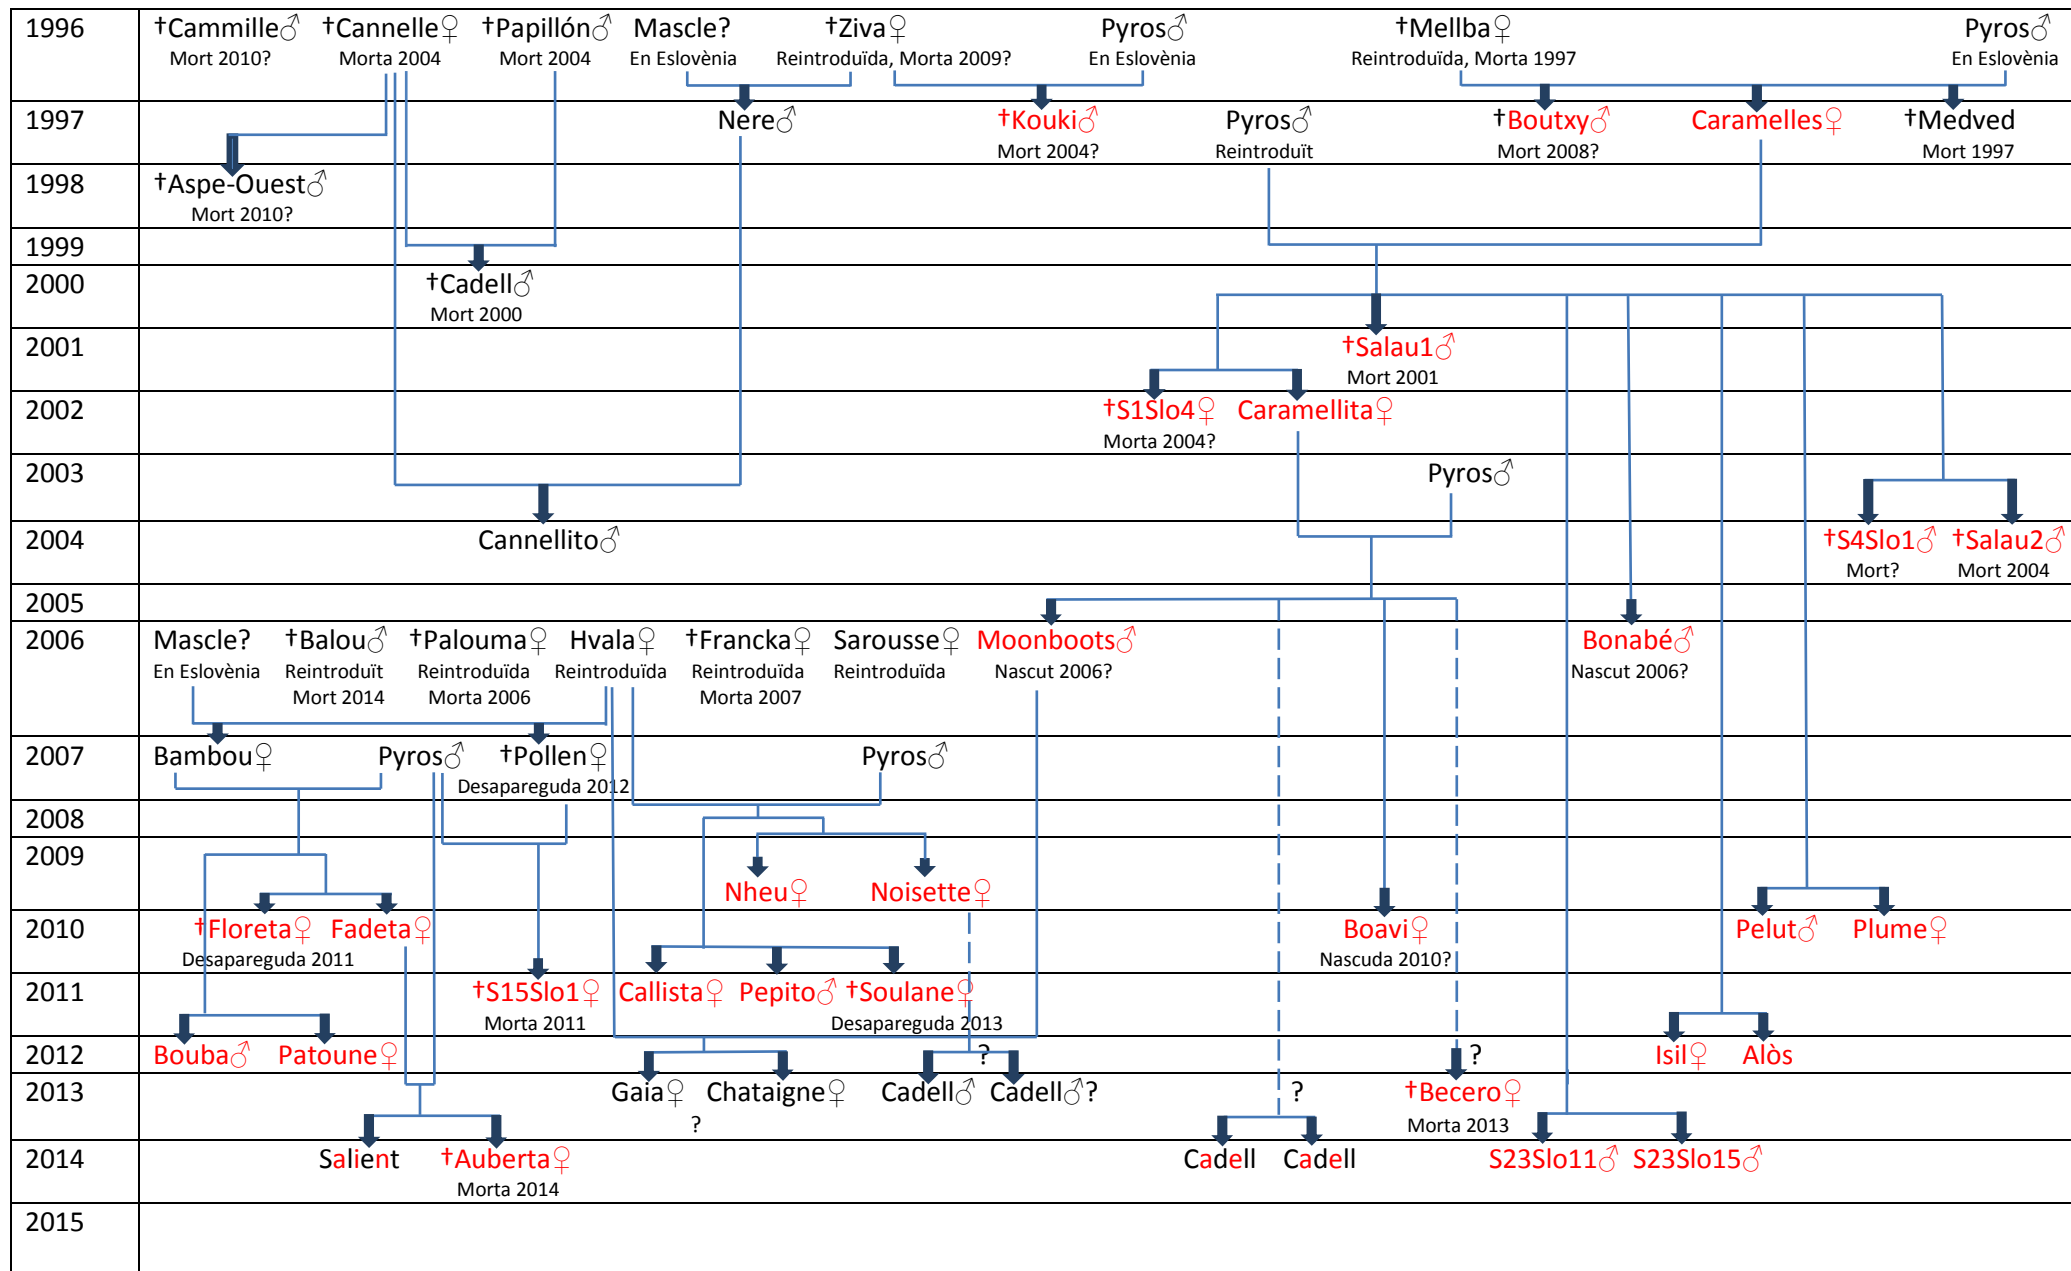 1996 †Cammille♂ †Cannelle♀ †Papillón♂ Mascle? †Ziva♀ Pyros♂ †Mellba♀ Pyros♂
Mort 2010? Morta 2004 Mort 2004 En Eslovènia Reintroduïda, Morta 2009? En Eslovènia Reintroduïda, Morta 1997 En Eslovènia
1997 Nere♂ †Kouki♂ Pyros♂ †Boutxy♂ Caramelles♀ †Medved
Mort 2004? Reintroduït Mort 2008? Mort 1997
1998 †Aspe-Ouest♂
Mort 2010?
1999
2000 †Cadell♂
Mort 2000
2001 †Salau1♂
Mort 2001
2002 †S1Slo4♀ Caramellita♀
Morta 2004?
2003 Pyros♂
2004 Cannellito♂ †S4Slo1♂ †Salau2♂
Mort? Mort 2004
2005
2006 Mascle? †Balou♂ †Palouma♀ Hvala♀ †Francka♀ Sarousse♀ Moonboots♂ Bonabé♂
En Eslovènia Reintroduït Reintroduïda Reintroduïda Reintroduïda Reintroduïda Nascut 2006? Nascut 2006?
Mort 2014 Morta 2006 Morta 2007
2007 Bambou♀ Pyros♂ †Pollen♀ Pyros♂
Desapareguda 2012
2008
2009
Nheu♀ Noisette♀
2010 †Floreta♀ Fadeta♀ Boavi♀ Pelut♂ Plume♀
Desapareguda 2011 Nascuda 2010?
2011 †S15Slo1♀ Callista♀ Pepito♂ †Soulane♀
Morta 2011 Desapareguda 2013
2012 Bouba♂ Patoune♀ ? ? Isil♀ Alòs
2013 Gaia♀ Chataigne♀ Cadell♂ Cadell♂? ? †Becero♀
? Morta 2013
2014 Salient †Auberta♀ Cadell Cadell S23Slo11♂ S23Slo15♂
Morta 2014
2015